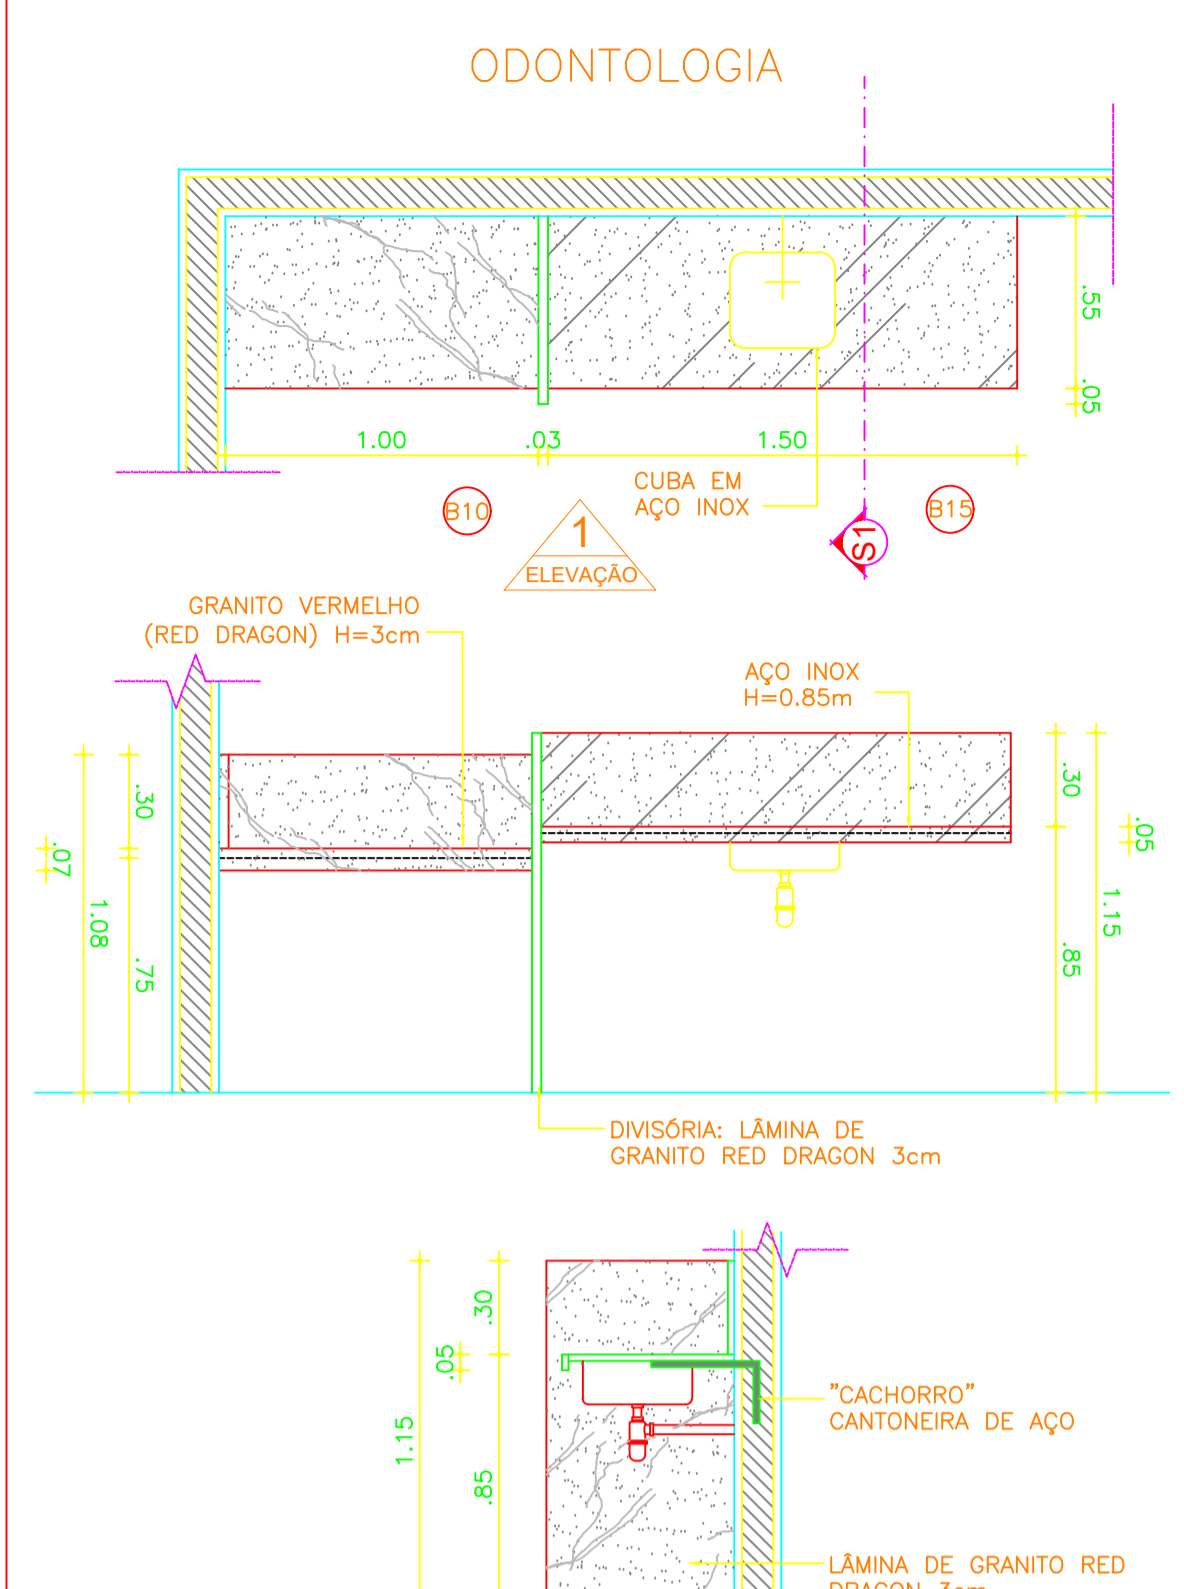 ODONTOLOGIA
.55
.05
1.00
.03
1.50
CUBA EM
AÇO INOX
B10
1
ELEVAÇÃO
S1
B15
GRANITO VERMELHO
(RED DRAGON) H=3cm
AÇO INOX
H=0.85m
.30
.07
1.08
.75
.30
.05
1.15
.85
DIVISÓRIA: LÂMINA DE
GRANITO RED DRAGON 3cm
.30
.05
1.15
.85
"CACHORRO"
CANTONEIRA DE AÇO
LÂMINA DE GRANITO RED
DRAGON 3cm